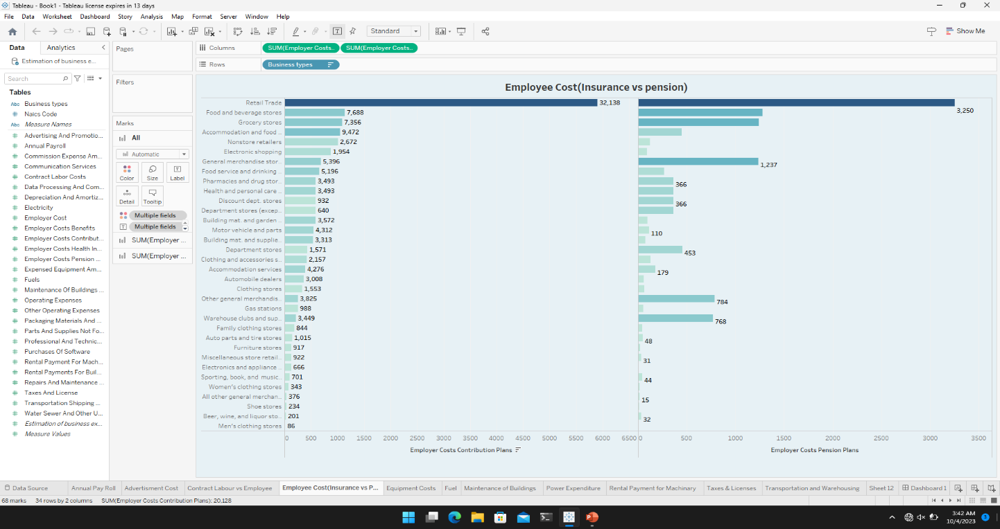 Tableau - Book1 - Tableau license expires in 13 days
File Data Worksheet Dashboard Story Analysis Map Format Server Window Help
Standard
Show Me
Data Analytics
Estimation of business e...
Search
Tables
Abc Business types
# Naics Code
Abc Measure Names
# Advertising And Promotio...
# Annual Payroll
# Commission Expense Am...
# Communication Services
# Contract Labor Costs
# Data Processing And Com...
# Depreciation And Amortiz...
# Electricity
# Employer Cost
# Employer Costs Benefits
# Employer Costs Contribut...
# Employer Costs Health In...
# Employer Costs Pension ...
# Expensed Equipment Am...
# Fuels
# Maintenance Of Buildings ...
# Operating Expenses
# Other Operating Expenses
# Packaging Materials And ...
# Parts And Supplies Not Fo...
# Professional And Technic...
# Purchases Of Software
# Rental Payment For Mach...
# Rental Payments For Buil...
# Repairs And Maintenance ...
# Taxes And License
# Transportation Shipping ...
# Water Sewer And Other U...
# Estimation of business ex...
# Measure Values
Pages
Filters
Marks
All
Automatic
Color Size Label
Detail Tooltip
Multiple fields
Multiple fields
SUM(Employer ...
SUM(Employer ...
Columns SUM(Employer Costs.. SUM(Employer Costs..
Rows Business types
Employee Cost(Insurance vs pension)
Retail Trade 32,138 3,250
Food and beverage stores 7,688
Grocery stores 7,356
Accommodation and food .. 9,472
Nonstore retailers 2,672
Electronic shopping 1,954
General merchandise stor.. 5,396 1,237
Food service and drinking .. 5,196
Pharmacies and drug stor.. 3,493 366
Health and personal care .. 3,493
Discount dept. stores 932 366
Department stores (excep.. 640
Building mat. and garden .. 3,572
Motor vehicle and parts 4,312 110
Building mat. and supplie.. 3,313
Department stores 1,571 453
Clothing and accessories s.. 2,157
Accommodation services 4,276 179
Automobile dealers 3,008
Clothing stores 1,553
Other general merchandis.. 3,825 784
Gas stations 988
Warehouse clubs and sup.. 3,449 768
Family clothing stores 844
Auto parts and tire stores 1,015 48
Furniture stores 917
Miscellaneous store retail.. 922 31
Electronics and appliance .. 666
Sporting, book, and music.. 701 44
Women's clothing stores 343
All other general merchan.. 376 15
Shoe stores 234
Beer, wine, and liquor sto.. 201 32
Men's clothing stores 86
0 500 1000 1500 2000 2500 3000 3500 4000 4500 5000 5500 6000 6500 0 500 1000 1500 2000 2500 3000 3500
Employer Costs Contribution Plans Employer Costs Pension Plans
Data Source Annual Pay Roll Advertisment Cost Contract Labour vs Employee Employee Cost(Insurance vs P... Equipment Costs Fuel Maintenance of Buildings Power Expenditure Rental Payment for Machinary Taxes & Licenses Transportation and Warehousing Sheet 12 Dashboard 1
68 marks 34 rows by 2 columns SUM(Employer Costs Contribution Plans): 20,128
3:42 AM
10/4/2023
3